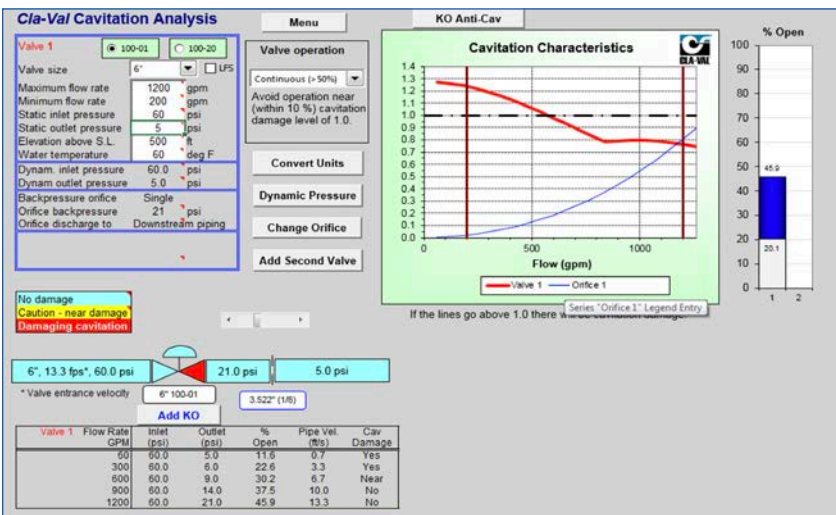 Cla-Val Cavitation Analysis
Menu
KO Anti-Cav
Valve 1 100-01 100-20
Valve size 6" LFS
Maximum flow rate 1200 gpm
Minimum flow rate 200 gpm
Static inlet pressure 60 psi
Static outlet pressure 5 psi
Elevation above S.L. 500 ft
Water temperature 60 deg F
Dynam. inlet pressure 60.0 psi
Dynam outlet pressure 5.0 psi
Backpressure orifice Single
Orifice backpressure 21 psi
Orifice discharge to Downstream piping
Valve operation
Continuous (>50%)
Avoid operation near
(within 10 %) cavitation
damage level of 1.0.
Convert Units
Dynamic Pressure
Change Orifice
Add Second Valve
Cavitation Characteristics
CLA-VAL
1.4
1.3
1.2
1.1
1.0
0.9
0.8
0.7
0.6
0.5
0.4
0.3
0.2
0.1
0.0
0 500 1000
Flow (gpm)
Valve 1 Orifice 1
Series "Orifice 1" Legend Entry
If the lines go above 1.0 there will be cavitation damage.
% Open
100
90
80
70
60
50
40
30
20
10
0
45.9
20.1
1 2
No damage
Caution - near damage
Damaging cavitation
6", 13.3 fps*, 60.0 psi 21.0 psi 5.0 psi
* Valve entrance velocity
6" 100-01
3.522" (1/8)
Add KO
Valve 1 Flow Rate Inlet Outlet % Pipe Vel. Cav
GPM (psi) (psi) Open (ft/s) Damage
60 60.0 5.0 11.6 0.7 Yes
300 60.0 6.0 22.6 3.3 Yes
600 60.0 9.0 30.2 6.7 Near
900 60.0 14.0 37.5 10.0 No
1200 60.0 21.0 45.9 13.3 No